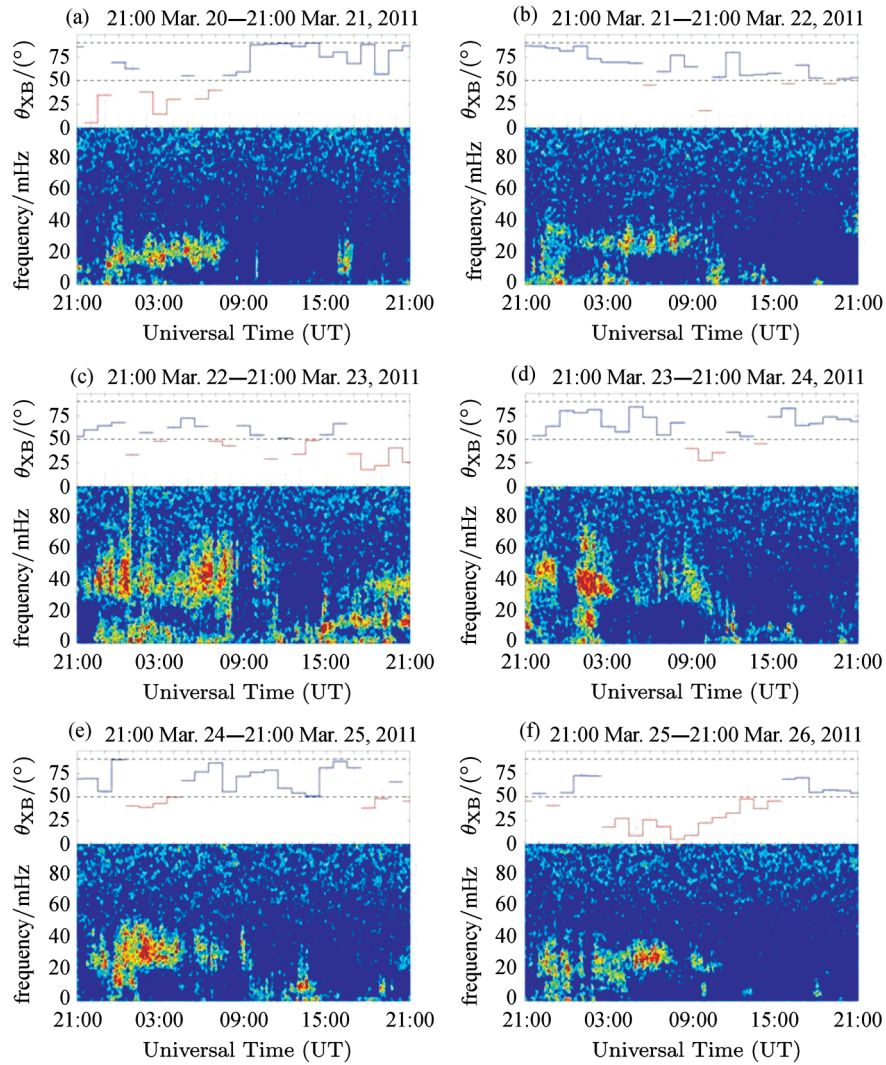 (a) 21:00 Mar. 20—21:00 Mar. 21, 2011
θXB/(°)
75
50
25
0
frequency/mHz
80
60
40
20
0
21:00 03:00 09:00 15:00 21:00
Universal Time (UT)
(b) 21:00 Mar. 21—21:00 Mar. 22, 2011
θXB/(°)
75
50
25
0
frequency/mHz
80
60
40
20
0
21:00 03:00 09:00 15:00 21:00
Universal Time (UT)
(c) 21:00 Mar. 22—21:00 Mar. 23, 2011
θXB/(°)
75
50
25
0
frequency/mHz
80
60
40
20
0
21:00 03:00 09:00 15:00 21:00
Universal Time (UT)
(d) 21:00 Mar. 23—21:00 Mar. 24, 2011
θXB/(°)
75
50
25
0
frequency/mHz
80
60
40
20
0
21:00 03:00 09:00 15:00 21:00
Universal Time (UT)
(e) 21:00 Mar. 24—21:00 Mar. 25, 2011
θXB/(°)
75
50
25
0
frequency/mHz
80
60
40
20
0
21:00 03:00 09:00 15:00 21:00
Universal Time (UT)
(f) 21:00 Mar. 25—21:00 Mar. 26, 2011
θXB/(°)
75
50
25
0
frequency/mHz
80
60
40
20
0
21:00 03:00 09:00 15:00 21:00
Universal Time (UT)